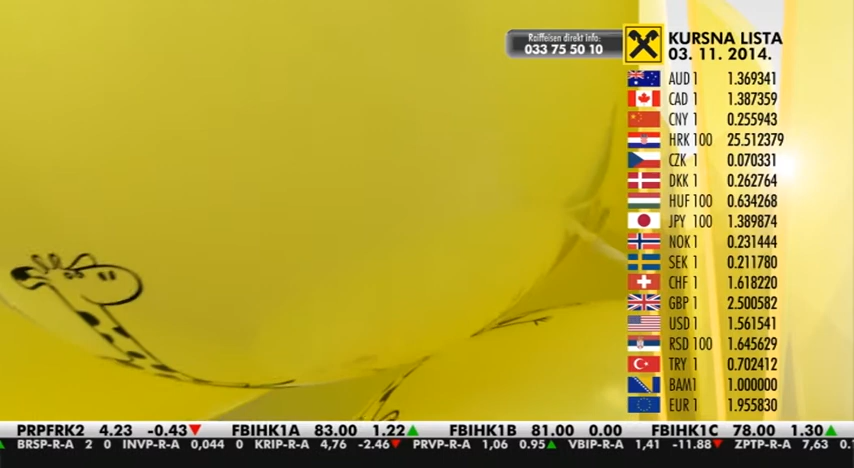 Raiffeisen direkt info:
033 75 50 10
KURSNA LISTA
03. 11. 2014.
AUD 1 1.369341
CAD 1 1.387359
CNY 1 0.255943
HRK 100 25.512379
CZK 1 0.070331
DKK 1 0.262764
HUF 100 0.634268
JPY 100 1.389874
NOK 1 0.231444
SEK 1 0.211780
CHF 1 1.618220
GBP 1 2.500582
USD 1 1.561541
RSD 100 1.645629
TRY 1 0.702412
BAM 1 1.000000
EUR 1 1.955830
PRPFRK2 4.23 -0.43▼ FBIHK1A 83.00 1.22▲ FBIHK1B 81.00 0.00 FBIHK1C 78.00 1.30▲
▲ BRSP-R-A 2 0 INVP-R-A 0,044 0 KRIP-R-A 4,76 -2.46▼ PRVP-R-A 1,06 0.95▲ VBIP-R-A 1,41 -11.88▼ ZPTP-R-A 7,63